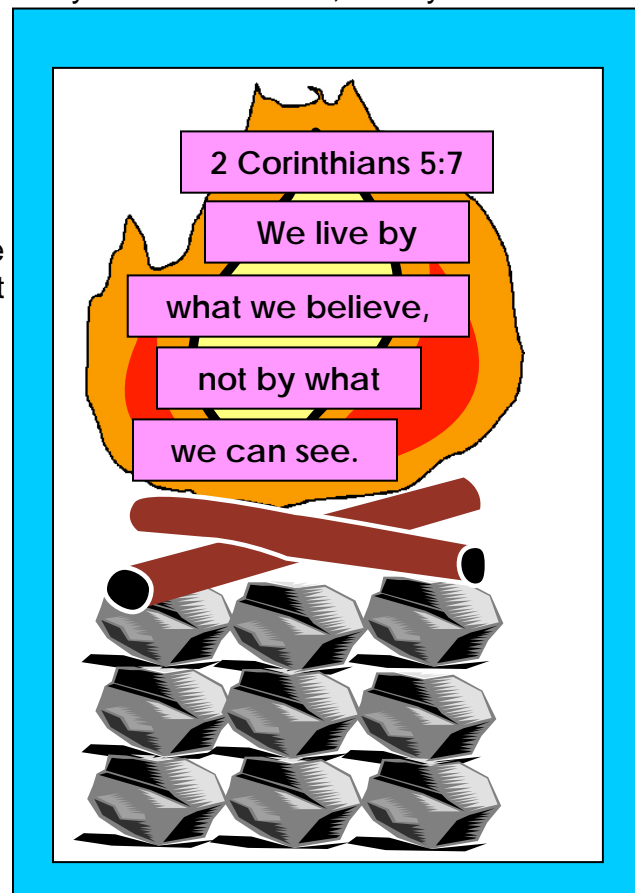 2 Corinthians 5:7
We live by
what we believe,
not by what
we can see.